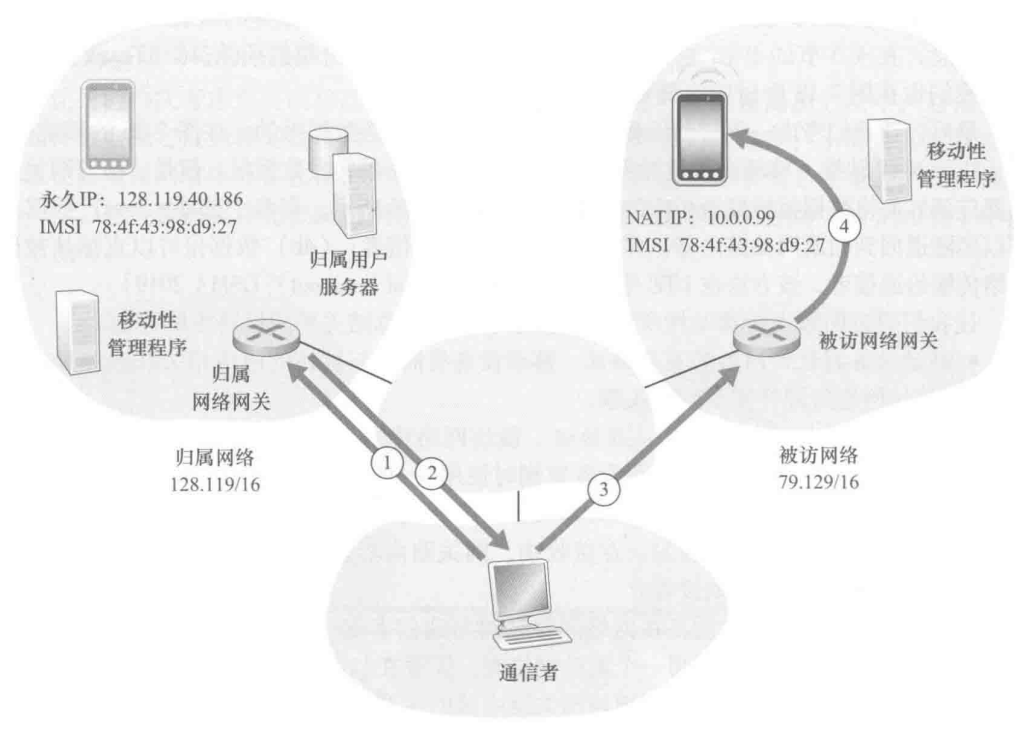 永久IP：128.119.40.186
IMSI 78:4f:43:98:d9:27
归属用户
服务器
移动性
管理程序
归属
网络网关
归属网络
128.119/16
移动性
管理程序
NAT IP：10.0.0.99
IMSI 78:4f:43:98:d9:27
被访网络网关
被访网络
79.129/16
1
2
3
4
通信者